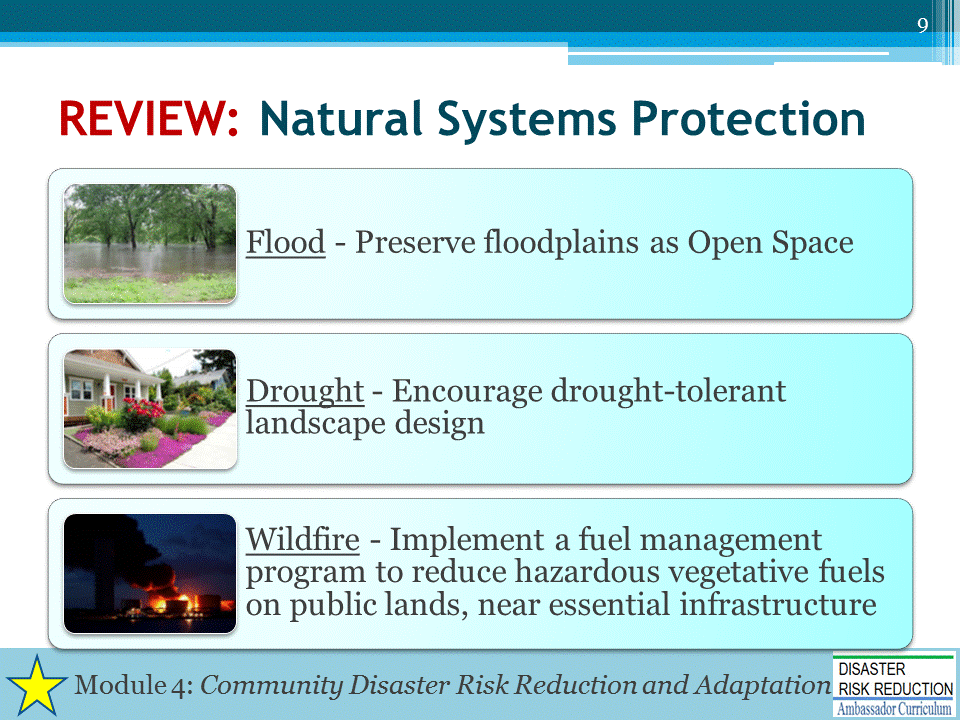 9
REVIEW: Natural Systems Protection
Flood - Preserve floodplains as Open Space
Drought - Encourage drought-tolerant
landscape design
Wildfire - Implement a fuel management
program to reduce hazardous vegetative fuels
on public lands, near essential infrastructure
Module 4: Community Disaster Risk Reduction and Adaptation
DISASTER
RISK REDUCTION
Ambassador Curriculum